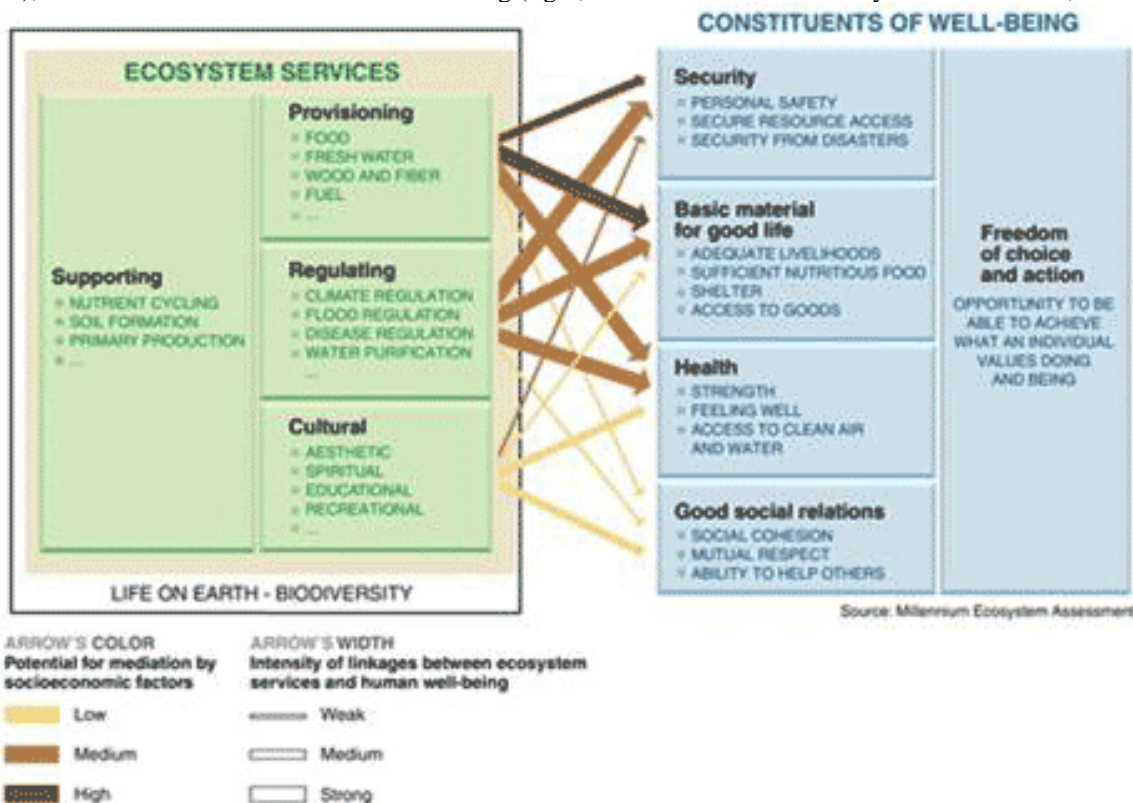 CONSTITUENTS OF WELL-BEING
ECOSYSTEM SERVICES
Supporting
NUTRIENT CYCLING
SOIL FORMATION
PRIMARY PRODUCTION
...
Provisioning
FOOD
FRESH WATER
WOOD AND FIBER
FUEL
...
Regulating
CLIMATE REGULATION
FLOOD REGULATION
DISEASE REGULATION
WATER PURIFICATION
...
Cultural
AESTHETIC
SPIRITUAL
EDUCATIONAL
RECREATIONAL
...
LIFE ON EARTH - BIODIVERSITY
Security
PERSONAL SAFETY
SECURE RESOURCE ACCESS
SECURITY FROM DISASTERS
Basic material
for good life
ADEQUATE LIVELIHOODS
SUFFICIENT NUTRITIOUS FOOD
SHELTER
ACCESS TO GOODS
Health
STRENGTH
FEELING WELL
ACCESS TO CLEAN AIR
AND WATER
Good social relations
SOCIAL COHESION
MUTUAL RESPECT
ABILITY TO HELP OTHERS
Freedom
of choice
and action
OPPORTUNITY TO BE
ABLE TO ACHIEVE
WHAT AN INDIVIDUAL
VALUES DOING
AND BEING
Source: Millennium Ecosystem Assessment
ARROW'S COLOR
Potential for mediation by
socioeconomic factors
Low
Medium
High
ARROW'S WIDTH
Intensity of linkages between ecosystem
services and human well-being
Weak
Medium
Strong